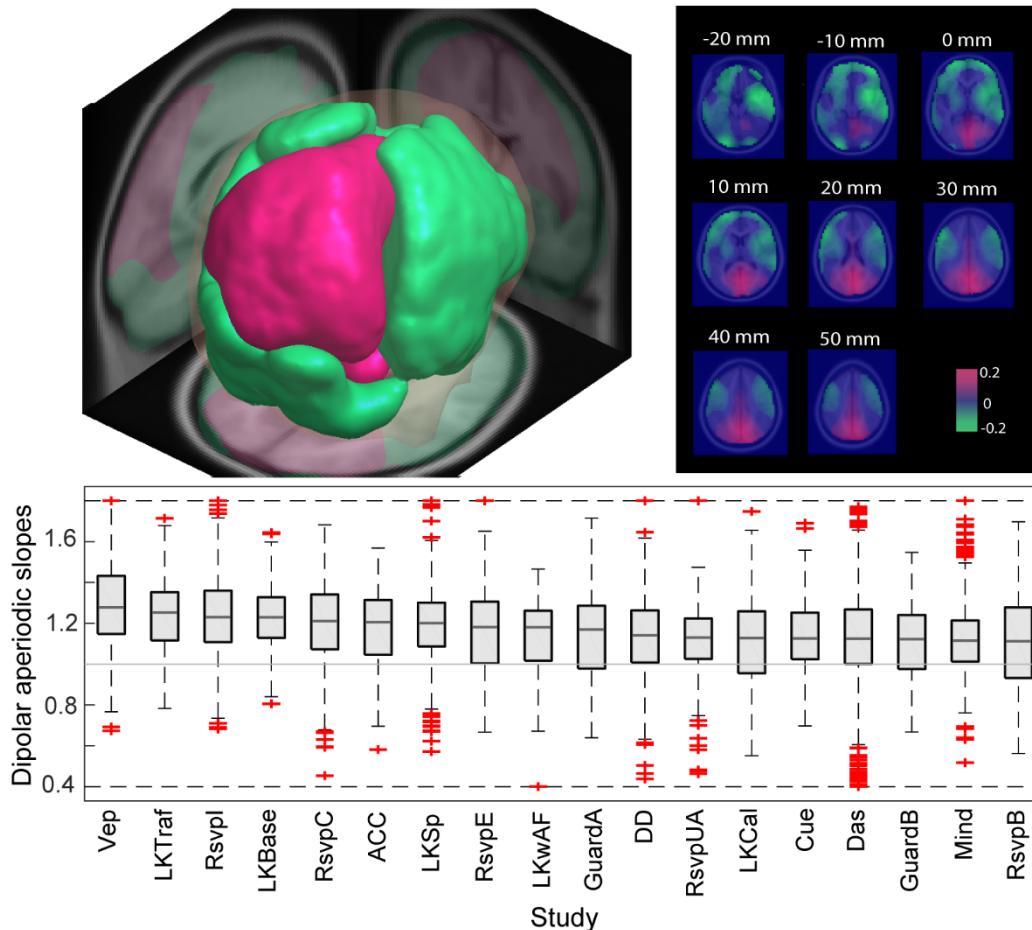 -20 mm
-10 mm
0 mm
10 mm
20 mm
30 mm
40 mm
50 mm
0.2
0
-0.2
Dipolar aperiodic slopes
1.6
1.2
0.8
0.4
Vep
LKTraf
RsvpI
LKBase
RsvpC
ACC
LKSp
RsvpE
LKwAF
GuardA
DD
RsvpUA
LKCal
Cue
Das
GuardB
Mind
RsvpB
Study